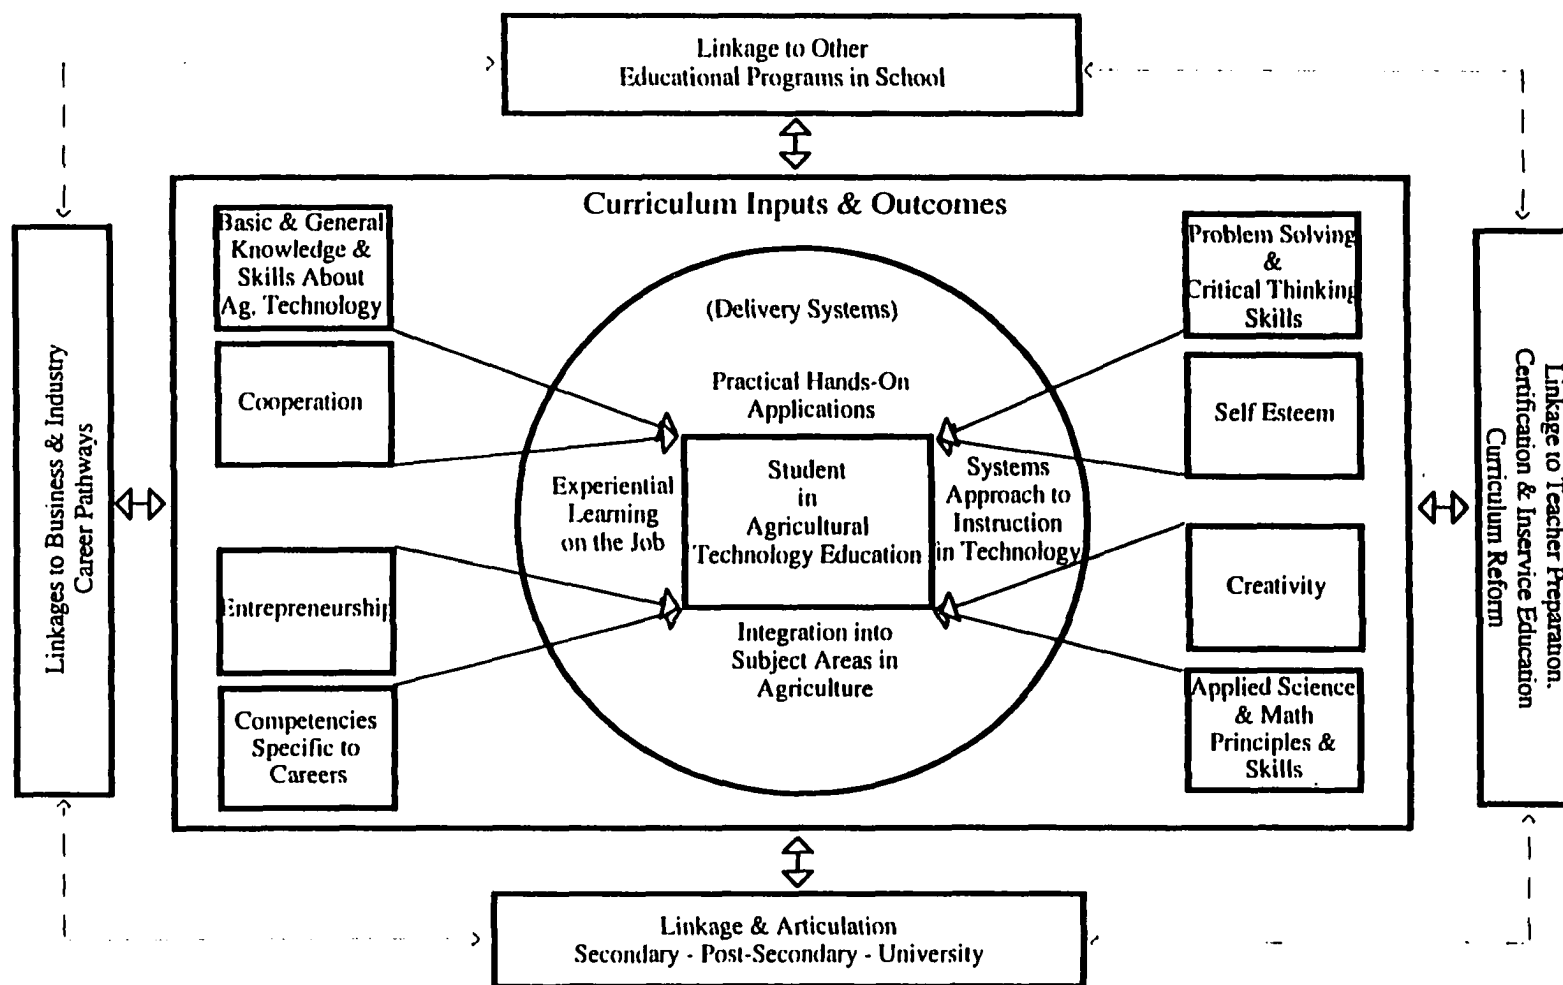 Linkage to Other
Educational Programs in School
Curriculum Inputs & Outcomes
Basic & General
Knowledge &
Skills About
Ag. Technology
Cooperation
Entrepreneurship
Competencies
Specific to
Careers
(Delivery Systems)
Practical Hands-On
Applications
Experiential
Learning
on the Job
Student
in
Agricultural
Technology Education
Systems
Approach to
Instruction
in Technology
Integration into
Subject Areas in
Agriculture
Problem Solving
&
Critical Thinking
Skills
Self Esteem
Creativity
Applied Science
& Math
Principles &
Skills
Linkages to Business & Industry
Career Pathways
Linkage to Teacher Preparation.
Certification & Inservice Education
Curriculum Reform
Linkage & Articulation
Secondary - Post-Secondary - University